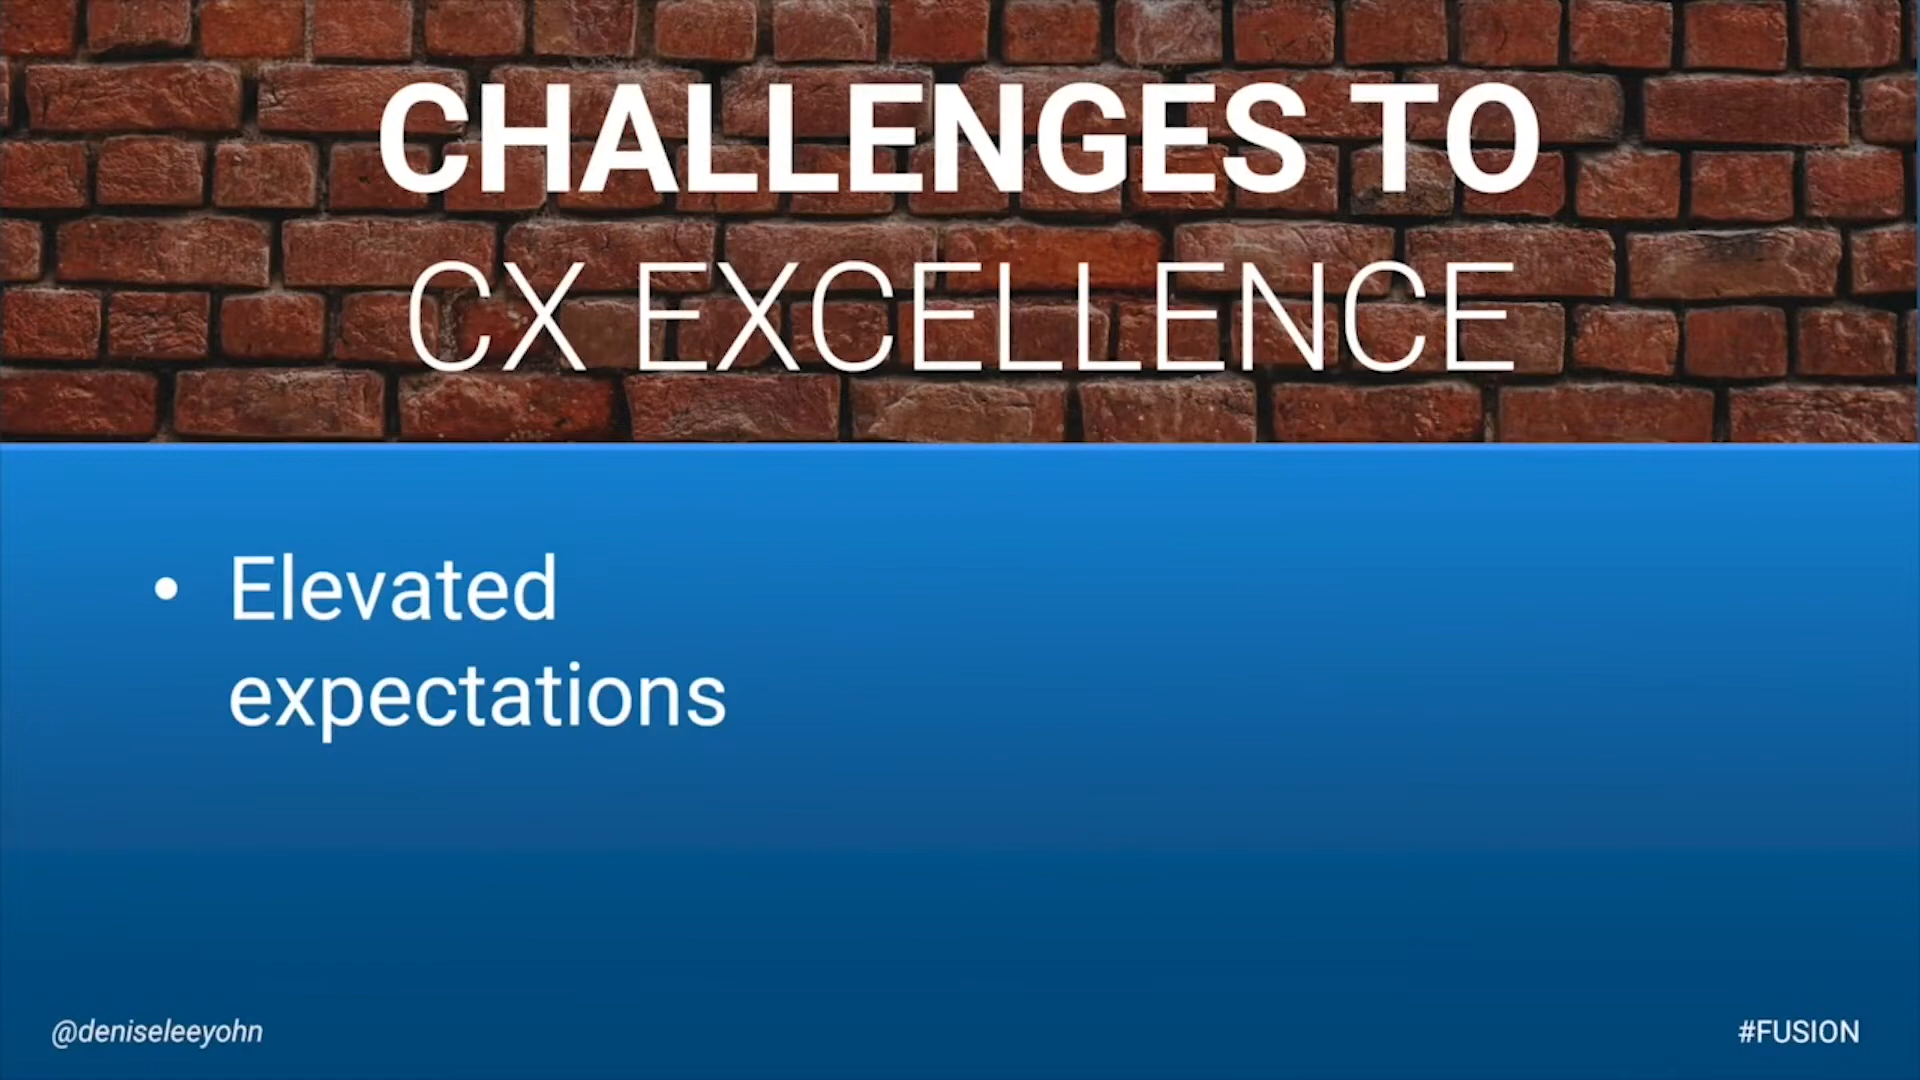 CHALLENGES TO
CX EXCELLENCE
• Elevated
expectations
@deniseleeyohn
#FUSION